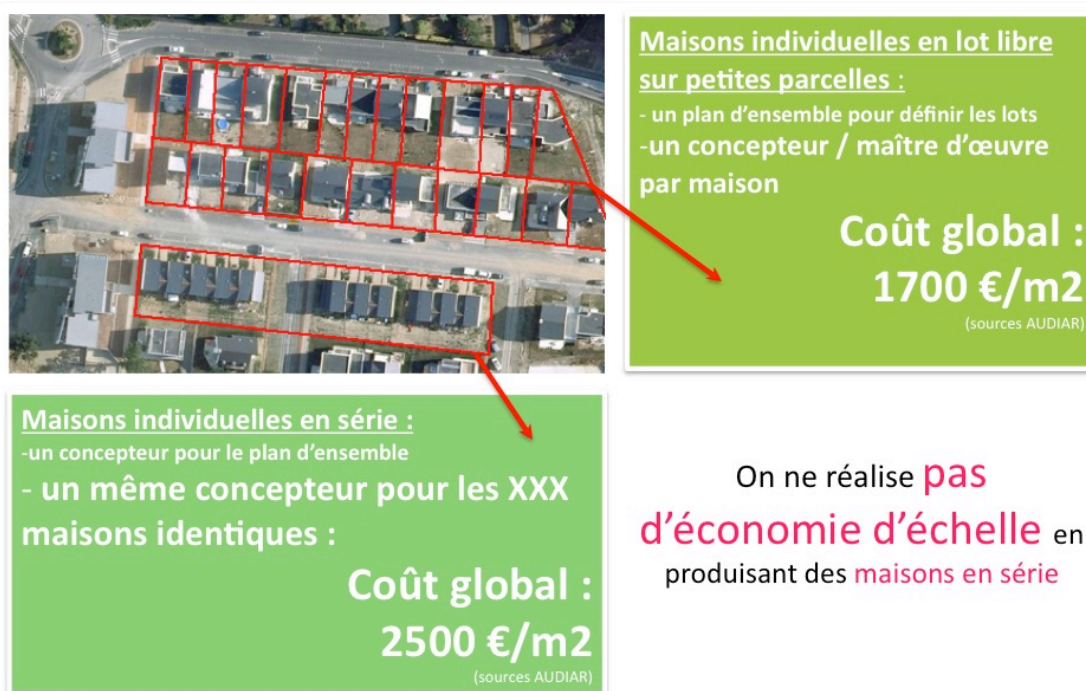 Maisons individuelles en lot libre
sur petites parcelles :
- un plan d'ensemble pour définir les lots
-un concepteur / maître d'œuvre
par maison
Coût global :
1700 €/m2
(sources AUDIAR)
Maisons individuelles en série :
-un concepteur pour le plan d'ensemble
- un même concepteur pour les XXX
maisons identiques :
Coût global :
2500 €/m2
(sources AUDIAR)
On ne réalise pas
d'économie d'échelle en
produisant des maisons en série